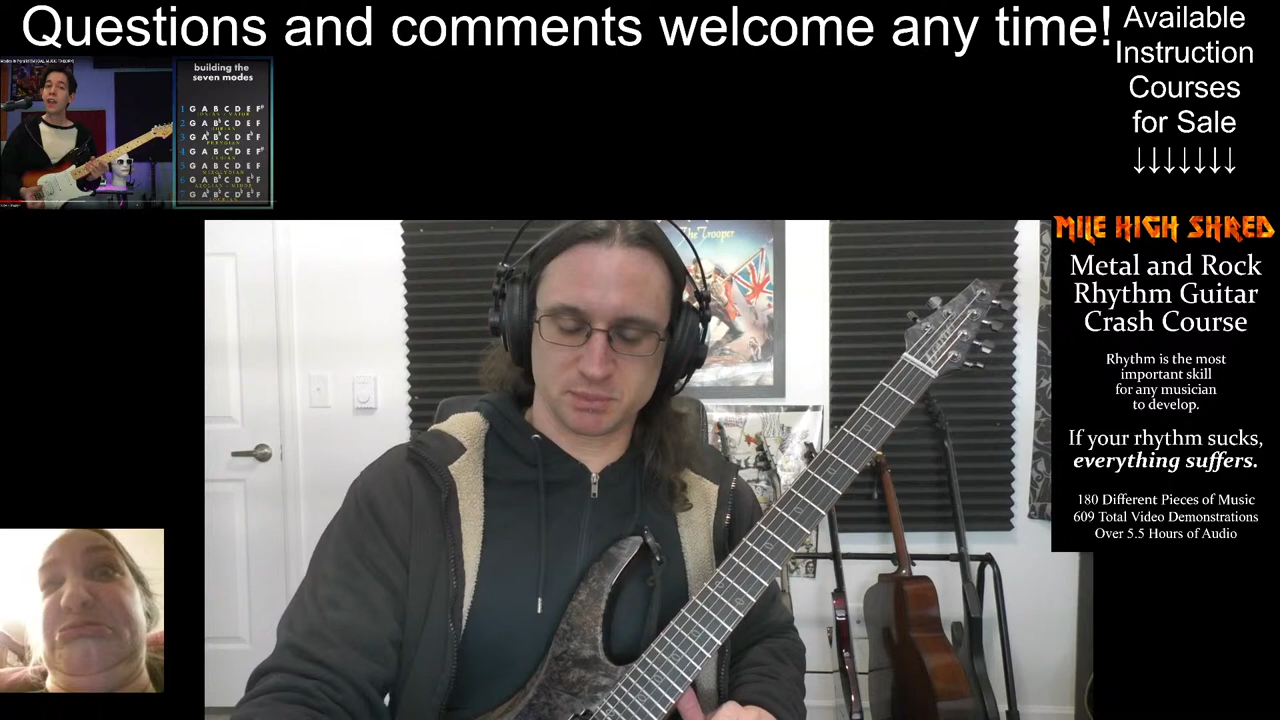 Questions and comments welcome any time!
Available
Instruction
Courses
for Sale
↓↓↓↓↓↓↓
building the
seven modes
The Trooper
MILE HIGH SHRED
Metal and Rock
Rhythm Guitar
Crash Course
Rhythm is the most
important skill
for any musician
to develop.
If your rhythm sucks,
everything suffers.
180 Different Pieces of Music
609 Total Video Demonstrations
Over 5.5 Hours of Audio